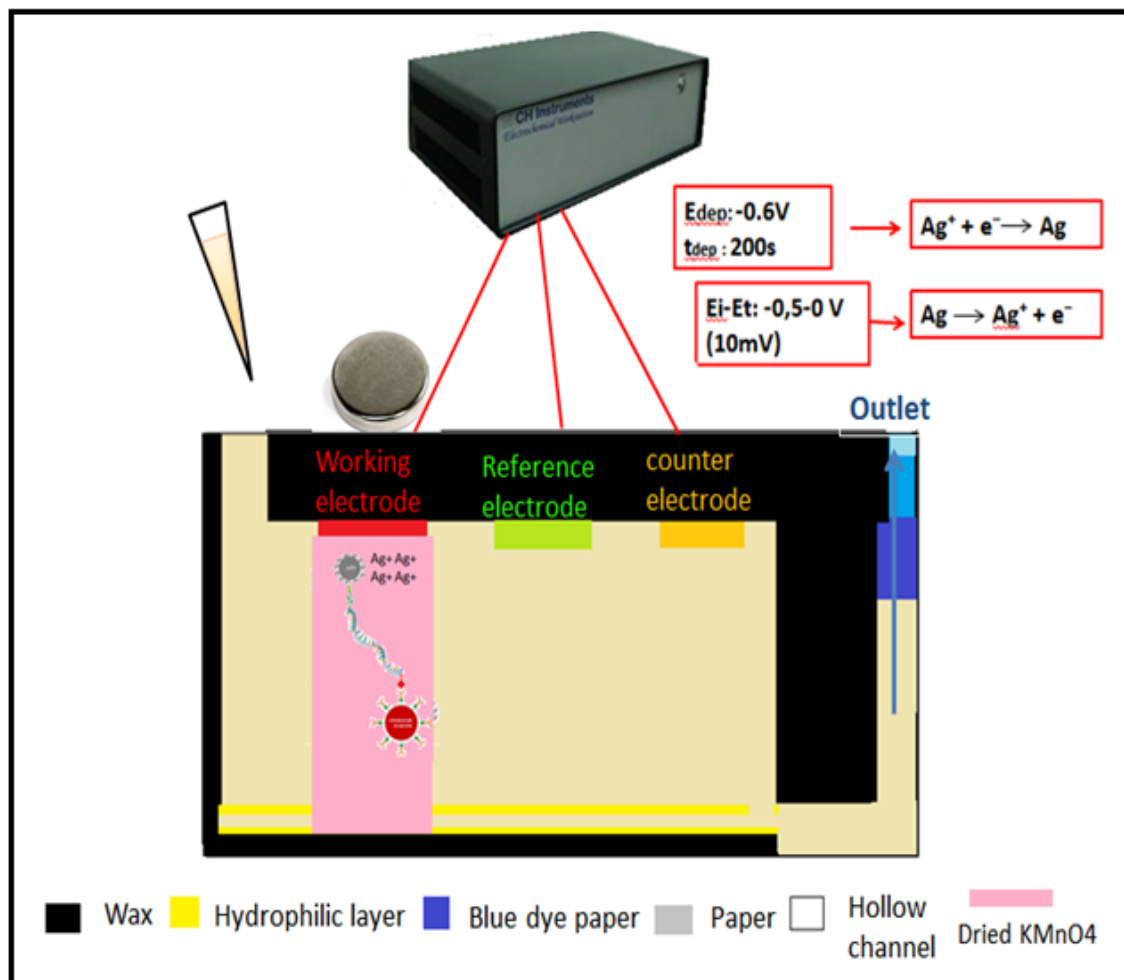 CH Instruments
Electrochemical Workstation
Edep: -0.6V
tdep : 200s
Ag⁺ + e⁻ → Ag
Ei-Et: -0,5-0 V
(10mV)
Ag → Ag⁺ + e⁻
Outlet
Working
electrode
Reference
electrode
counter
electrode
Ag+ Ag+
Ag+ Ag+
Wax
Hydrophilic layer
Blue dye paper
Paper
Hollow
channel
Dried KMnO4